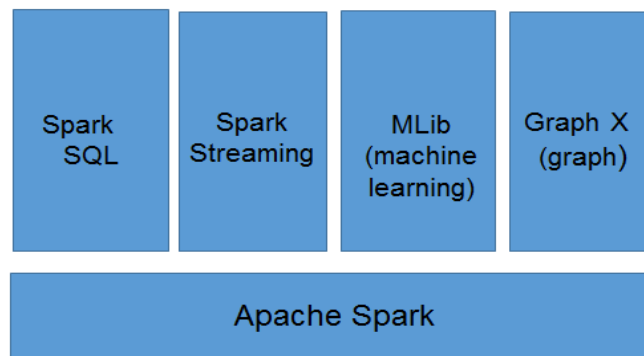 Spark
SQL
Spark
Streaming
MLib
(machine
learning)
Graph X
(graph)
Apache Spark